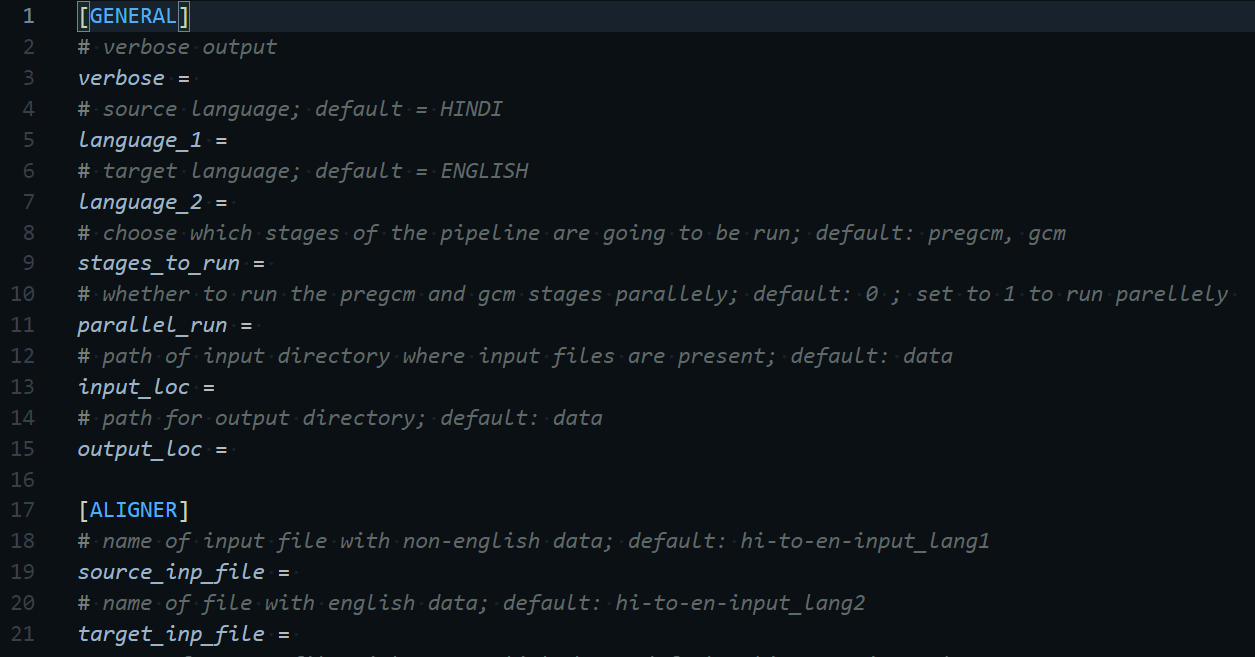 1 [GENERAL]
2 # verbose output
3 verbose =
4 # source language; default = HINDI
5 language_1 =
6 # target language; default = ENGLISH
7 language_2 =
8 # choose which stages of the pipeline are going to be run; default: pregcm, gcm
9 stages_to_run =
10 # whether to run the pregcm and gcm stages parallely; default: 0 ; set to 1 to run parellely
11 parallel_run =
12 # path of input directory where input files are present; default: data
13 input_loc =
14 # path for output directory; default: data
15 output_loc =
16
17 [ALIGNER]
18 # name of input file with non-english data; default: hi-to-en-input_lang1
19 source_inp_file =
20 # name of file with english data; default: hi-to-en-input_lang2
21 target_inp_file =